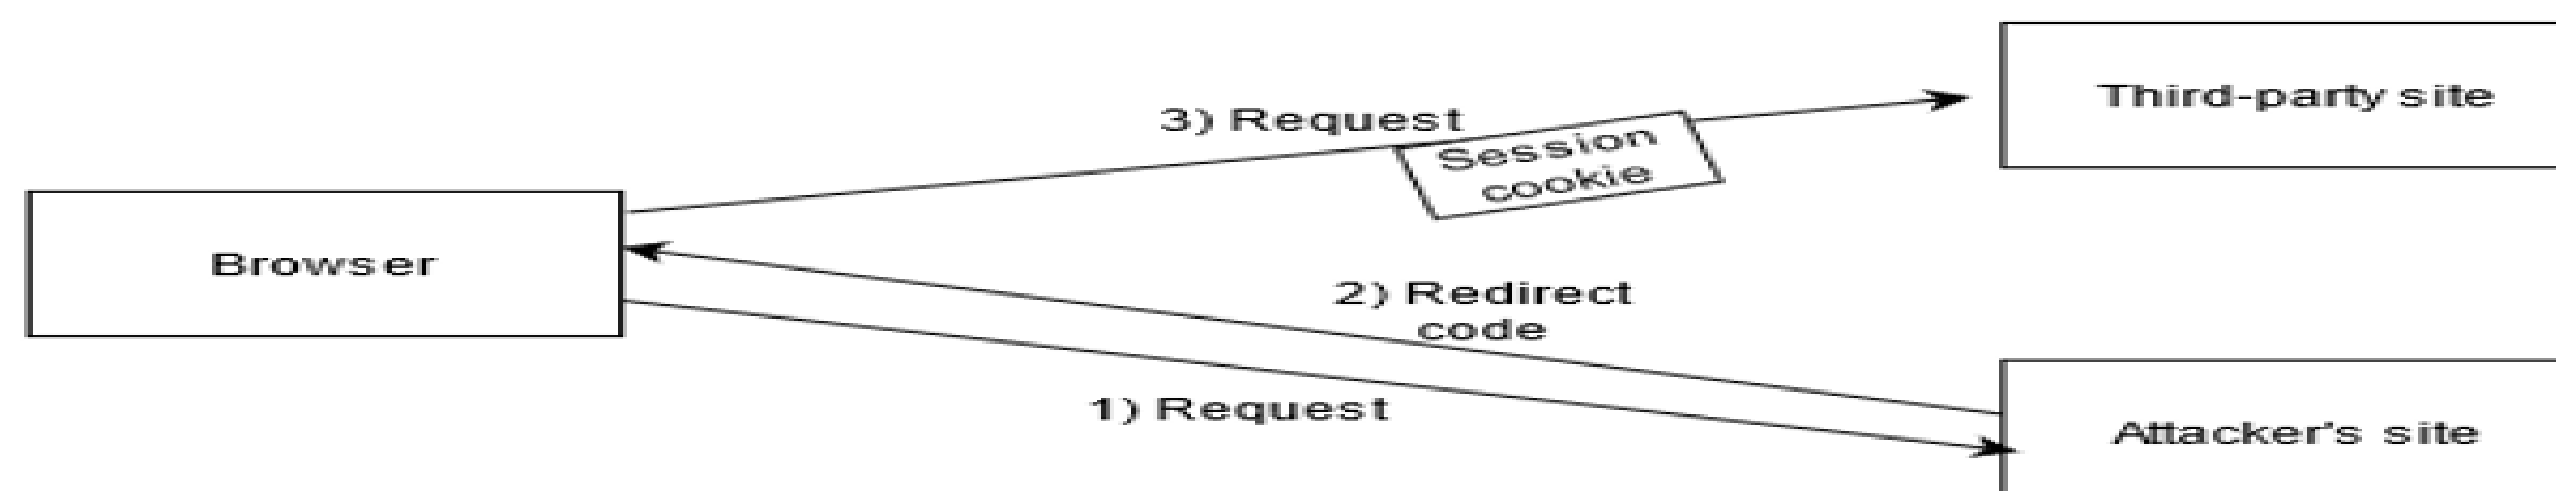 Third-party site
3) Request
Session
cookie
Browser
2) Redirect
code
1) Request
Attacker's site